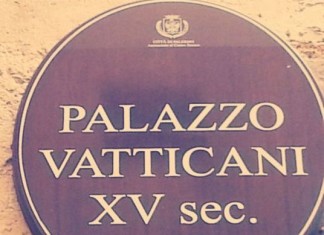 PALAZZO
VATTICANI
XV sec.